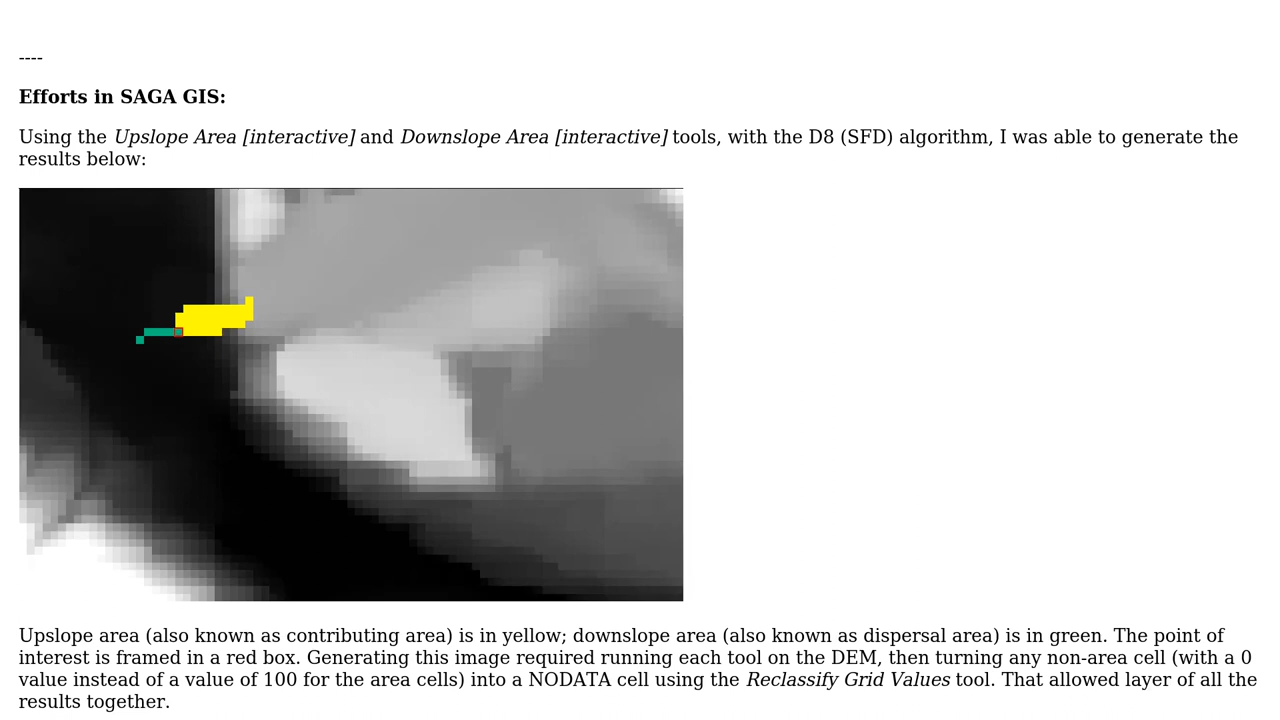 ----
Efforts in SAGA GIS:
Using the Upslope Area [interactive] and Downslope Area [interactive] tools, with the D8 (SFD) algorithm, I was able to generate the
results below:
Upslope area (also known as contributing area) is in yellow; downslope area (also known as dispersal area) is in green. The point of
interest is framed in a red box. Generating this image required running each tool on the DEM, then turning any non-area cell (with a 0
value instead of a value of 100 for the area cells) into a NODATA cell using the Reclassify Grid Values tool. That allowed layer of all the
results together.